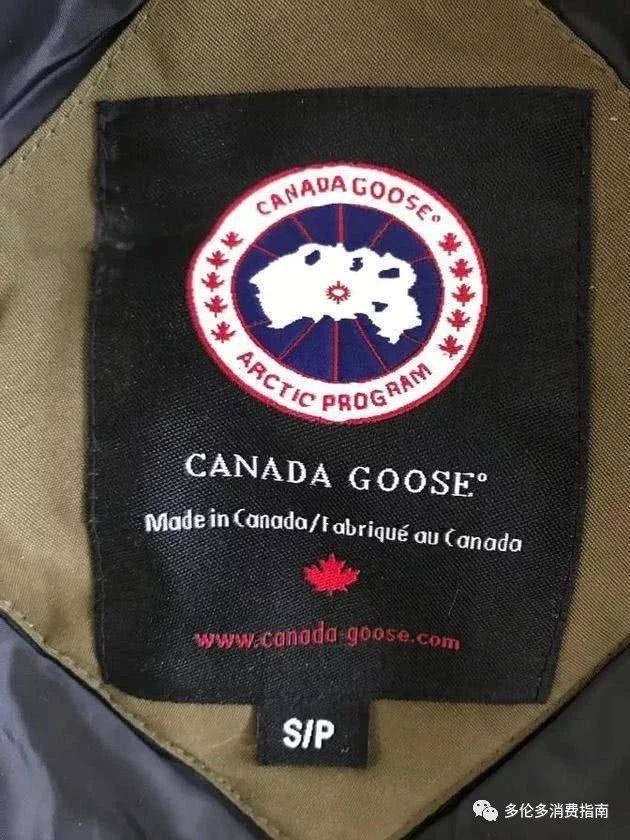 CANADA GOOSE®
ARCTIC PROGRAM
CANADA GOOSE®
Made in Canada/Fabriqué au Canada
www.canada-goose.com
S/P
多伦多消费指南